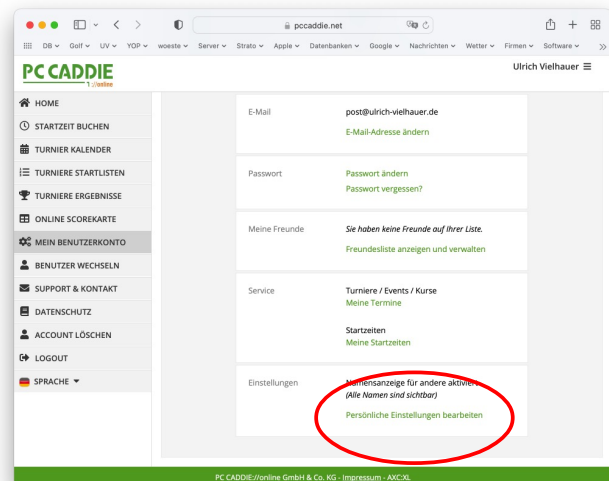 pccaddie.net
DB Golf UV YOP woeste Server Strato Apple Datenbanken Google Nachrichten Wetter Firmen Software
PC CADDIE
://online
Ulrich Vielhauer
HOME
STARTZEIT BUCHEN
TURNIER KALENDER
TURNIERE STARTLISTEN
TURNIERE ERGEBNISSE
ONLINE SCOREKARTE
MEIN BENUTZERKONTO
BENUTZER WECHSELN
SUPPORT & KONTAKT
DATENSCHUTZ
ACCOUNT LÖSCHEN
LOGOUT
SPRACHE
E-Mail
post@ulrich-vielhauer.de
E-Mail-Adresse ändern
Passwort
Passwort ändern
Passwort vergessen?
Meine Freunde
Sie haben keine Freunde auf Ihrer Liste.
Freundesliste anzeigen und verwalten
Service
Turniere / Events / Kurse
Meine Termine
Startzeiten
Meine Startzeiten
Einstellungen
Namensanzeige für andere aktiviert
(Alle Namen sind sichtbar)
Persönliche Einstellungen bearbeiten
PC CADDIE://online GmbH & Co. KG - Impressum - AXC:XL